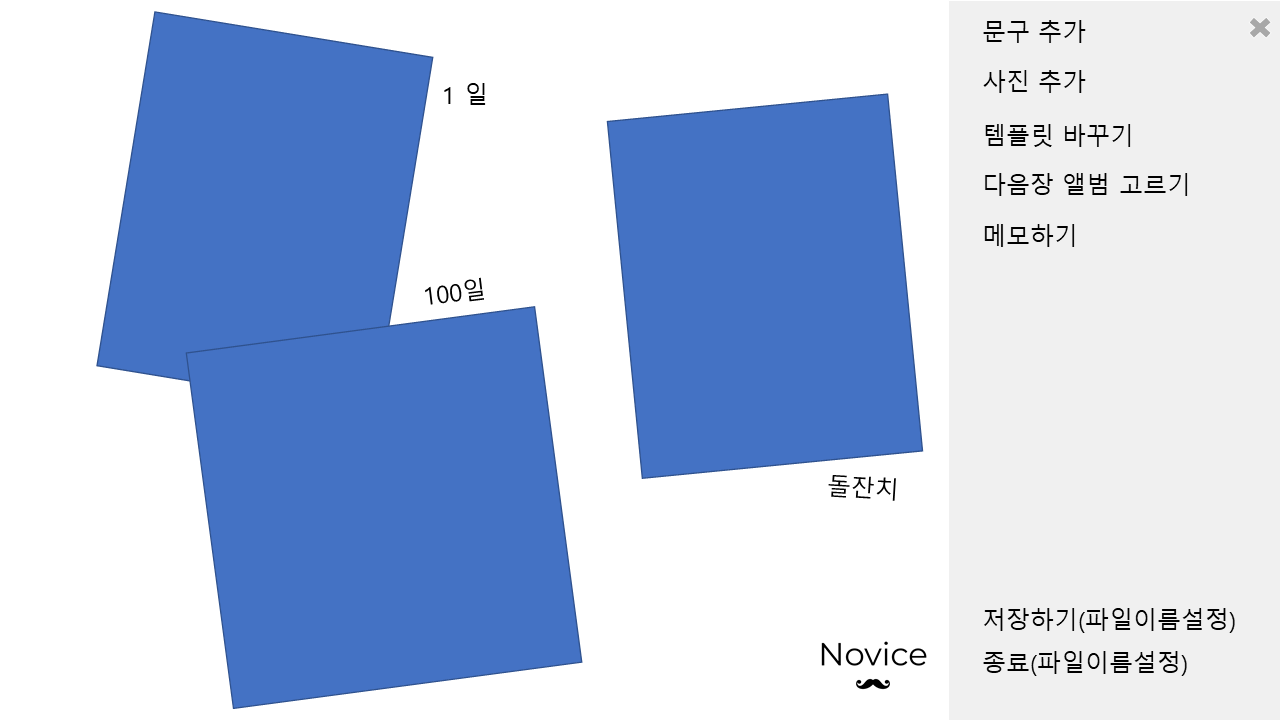 1 일
100일
돌잔치
Novice
문구 추가
사진 추가
템플릿 바꾸기
다음장 앨범 고르기
메모하기
저장하기(파일이름설정)
종료(파일이름설정)